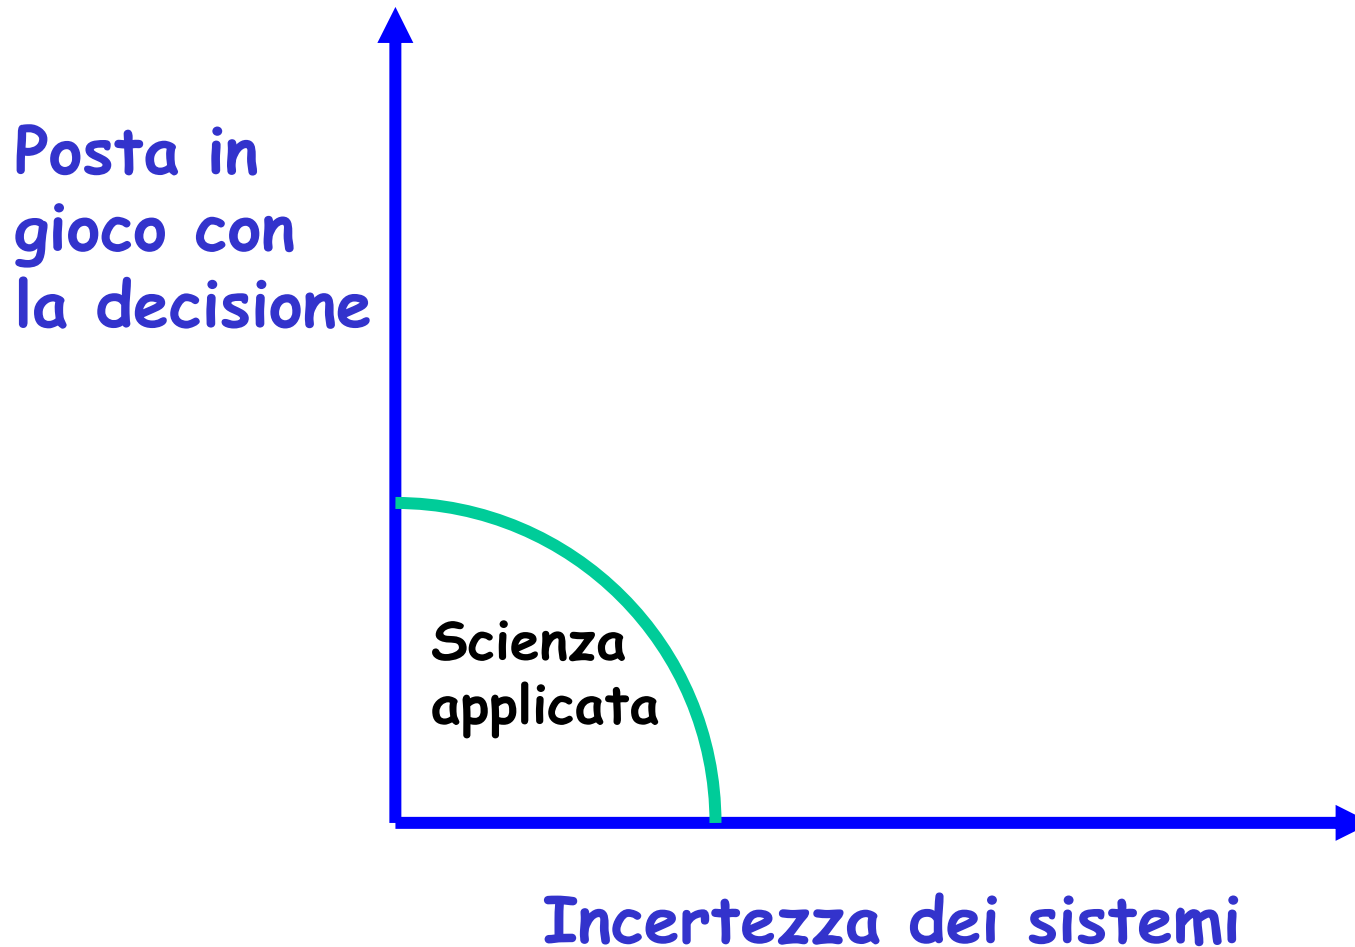 Posta in
gioco con
la decisione
Scienza
applicata
Incertezza dei sistemi